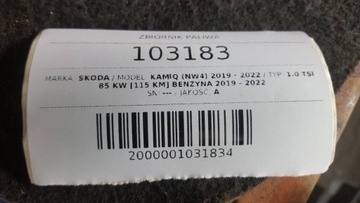 ZBIORNIK PALIWA
103183
MARKA: SKODA / MODEL: KAMIQ (NW4) 2019 - 2022 / TYP: 1.0 TSI
85 KW [115 KM] BENZYNA 2019 - 2022
SN: --- / JAKOŚĆ: A
2000001031834